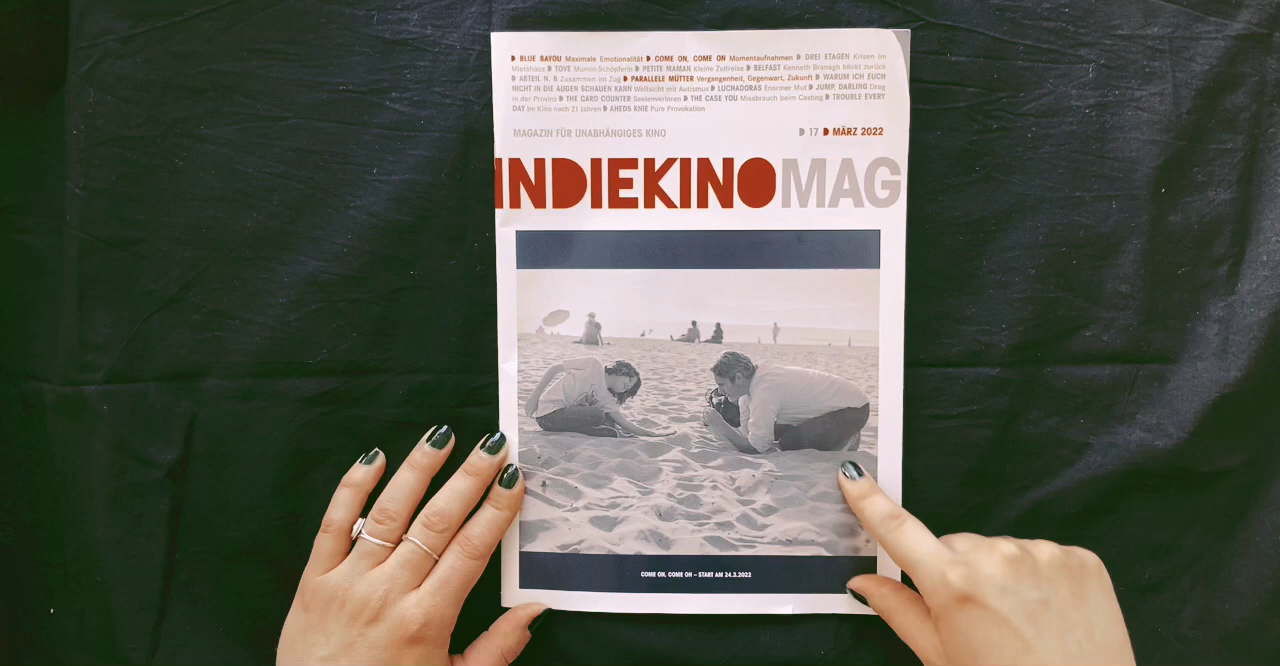 BLUE BAYOU Maximale Emotionalität COME ON, COME ON Momentaufnahmen DREI ETAGEN Krisen im
Mietshaus TOVE Mumin-Schöpferin PETITE MAMAN Kleine Zeitreise BELFAST Kenneth Branagh blickt zurück
ABTEIL N. 6 Zusammen im Zug PARALLELE MÜTTER Vergangenheit, Gegenwart, Zukunft WARUM ICH EUCH
NICHT IN DIE AUGEN SCHAUEN KANN Weltsicht mit Autismus LUCHADORAS Enormer Mut JUMP, DARLING Drag
in der Provinz THE CARD COUNTER Seelenverloren THE CASE YOU Missbrauch beim Casting TROUBLE EVERY
DAY Im Kino nach 21 Jahren AHEDS KNIE Pure Provokation
MAGAZIN FÜR UNABHÄNGIGES KINO 17 MÄRZ 2022
INDIEKINOMAG
COME ON, COME ON – START AM 24.3.2022